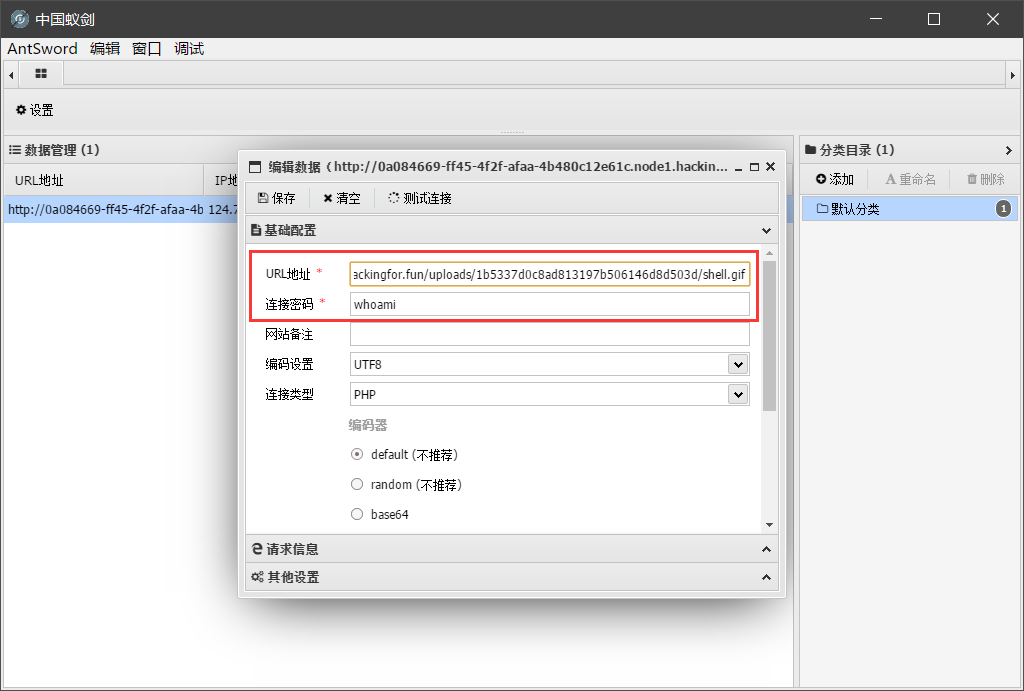 中国蚁剑
AntSword 编辑 窗口 调试
设置
数据管理 (1)
URL地址 IP地
http://0a084669-ff45-4f2f-afaa-4b 124.7
编辑数据 ( http://0a084669-ff45-4f2f-afaa-4b480c12e61c.node1.hackin...
保存 清空 测试连接
基础配置
URL地址 * ackingfor.fun/uploads/1b5337d0c8ad813197b506146d8d503d/shell.gif
连接密码 * whoami
网站备注
编码设置 UTF8
连接类型 PHP
编码器
default (不推荐)
random (不推荐)
base64
请求信息
其他设置
分类目录 (1)
添加 重命名 删除
默认分类 1